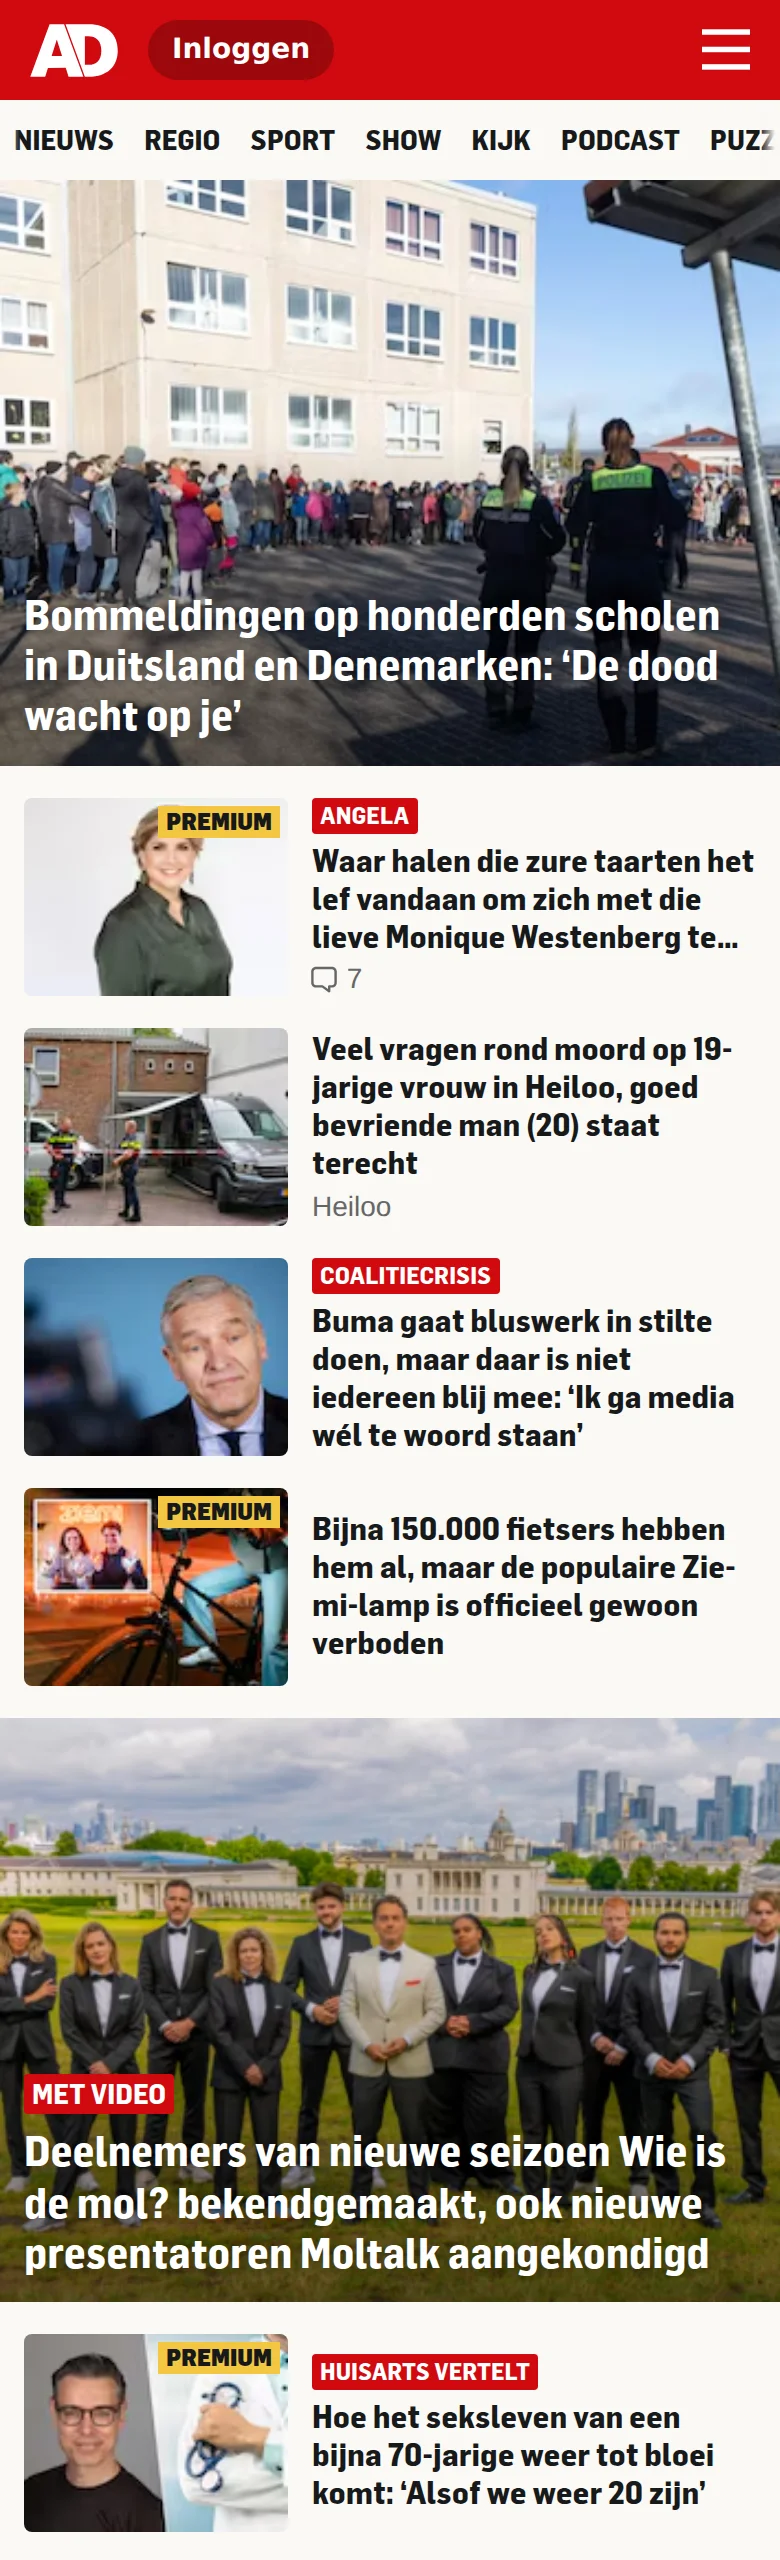 AD
Inloggen
NIEUWS REGIO SPORT SHOW KIJK PODCAST PUZZ
POLIZEI
Bommeldingen op honderden scholen
in Duitsland en Denemarken: ‘De dood
wacht op je’
PREMIUM
ANGELA
Waar halen die zure taarten het
lef vandaan om zich met die
lieve Monique Westenberg te...
7
Veel vragen rond moord op 19-
jarige vrouw in Heiloo, goed
bevriende man (20) staat
terecht
Heiloo
COALITIECRISIS
Buma gaat bluswerk in stilte
doen, maar daar is niet
iedereen blij mee: ‘Ik ga media
wél te woord staan’
PREMIUM
Bijna 150.000 fietsers hebben
hem al, maar de populaire Zie-
mi-lamp is officieel gewoon
verboden
MET VIDEO
Deelnemers van nieuwe seizoen Wie is
de mol? bekendgemaakt, ook nieuwe
presentatoren Moltalk aangekondigd
PREMIUM
HUISARTS VERTELT
Hoe het seksleven van een
bijna 70-jarige weer tot bloei
komt: ‘Alsof we weer 20 zijn’